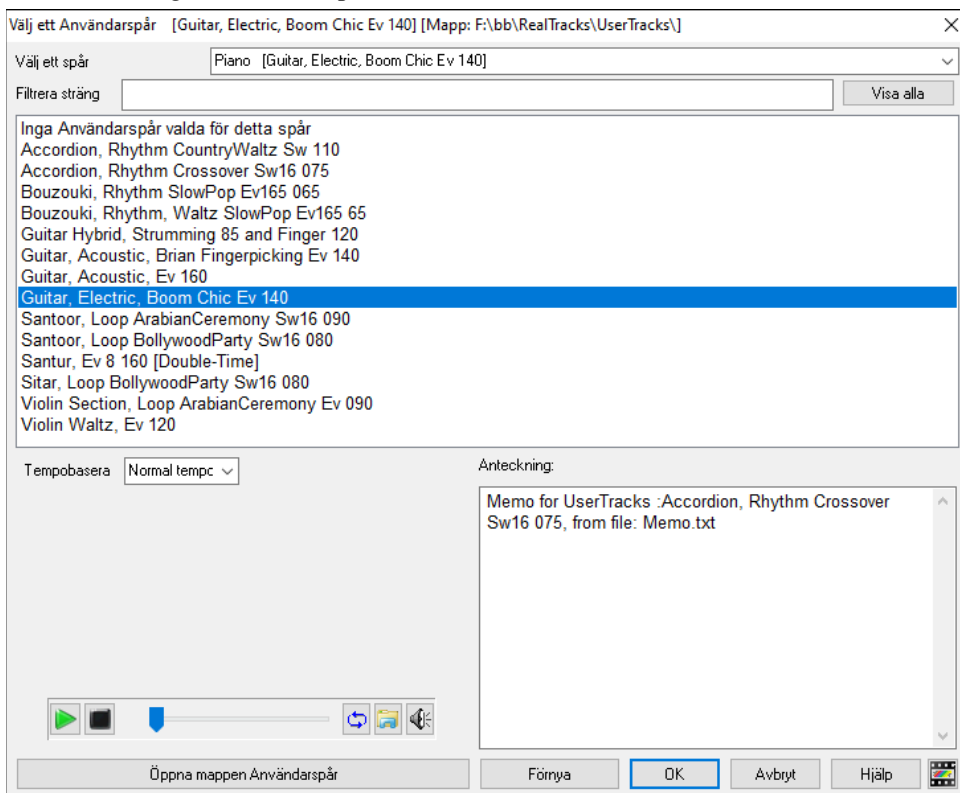 Välj ett Användarspår [Guitar, Electric, Boom Chic Ev 140] [Mapp: F:\bb\RealTracks\UserTracks\]
Välj ett spår Piano [Guitar, Electric, Boom Chic Ev 140]
Filtrera sträng Visa alla
Inga Användarspår valda för detta spår
Accordion, Rhythm CountryWaltz Sw 110
Accordion, Rhythm Crossover Sw16 075
Bouzouki, Rhythm SlowPop Ev165 065
Bouzouki, Rhythm, Waltz SlowPop Ev165 65
Guitar Hybrid, Strumming 85 and Finger 120
Guitar, Acoustic, Brian Fingerpicking Ev 140
Guitar, Acoustic, Ev 160
Guitar, Electric, Boom Chic Ev 140
Santoor, Loop ArabianCeremony Sw16 090
Santoor, Loop BollywoodParty Sw16 080
Santur, Ev 8 160 [Double-Time]
Sitar, Loop BollywoodParty Sw16 080
Violin Section, Loop ArabianCeremony Ev 090
Violin Waltz, Ev 120
Tempobasera Normal tempo
Anteckning:
Memo for UserTracks :Accordion, Rhythm Crossover
Sw16 075, from file: Memo.txt
Öppna mappen Användarspår Förnya OK Avbryt Hjälp